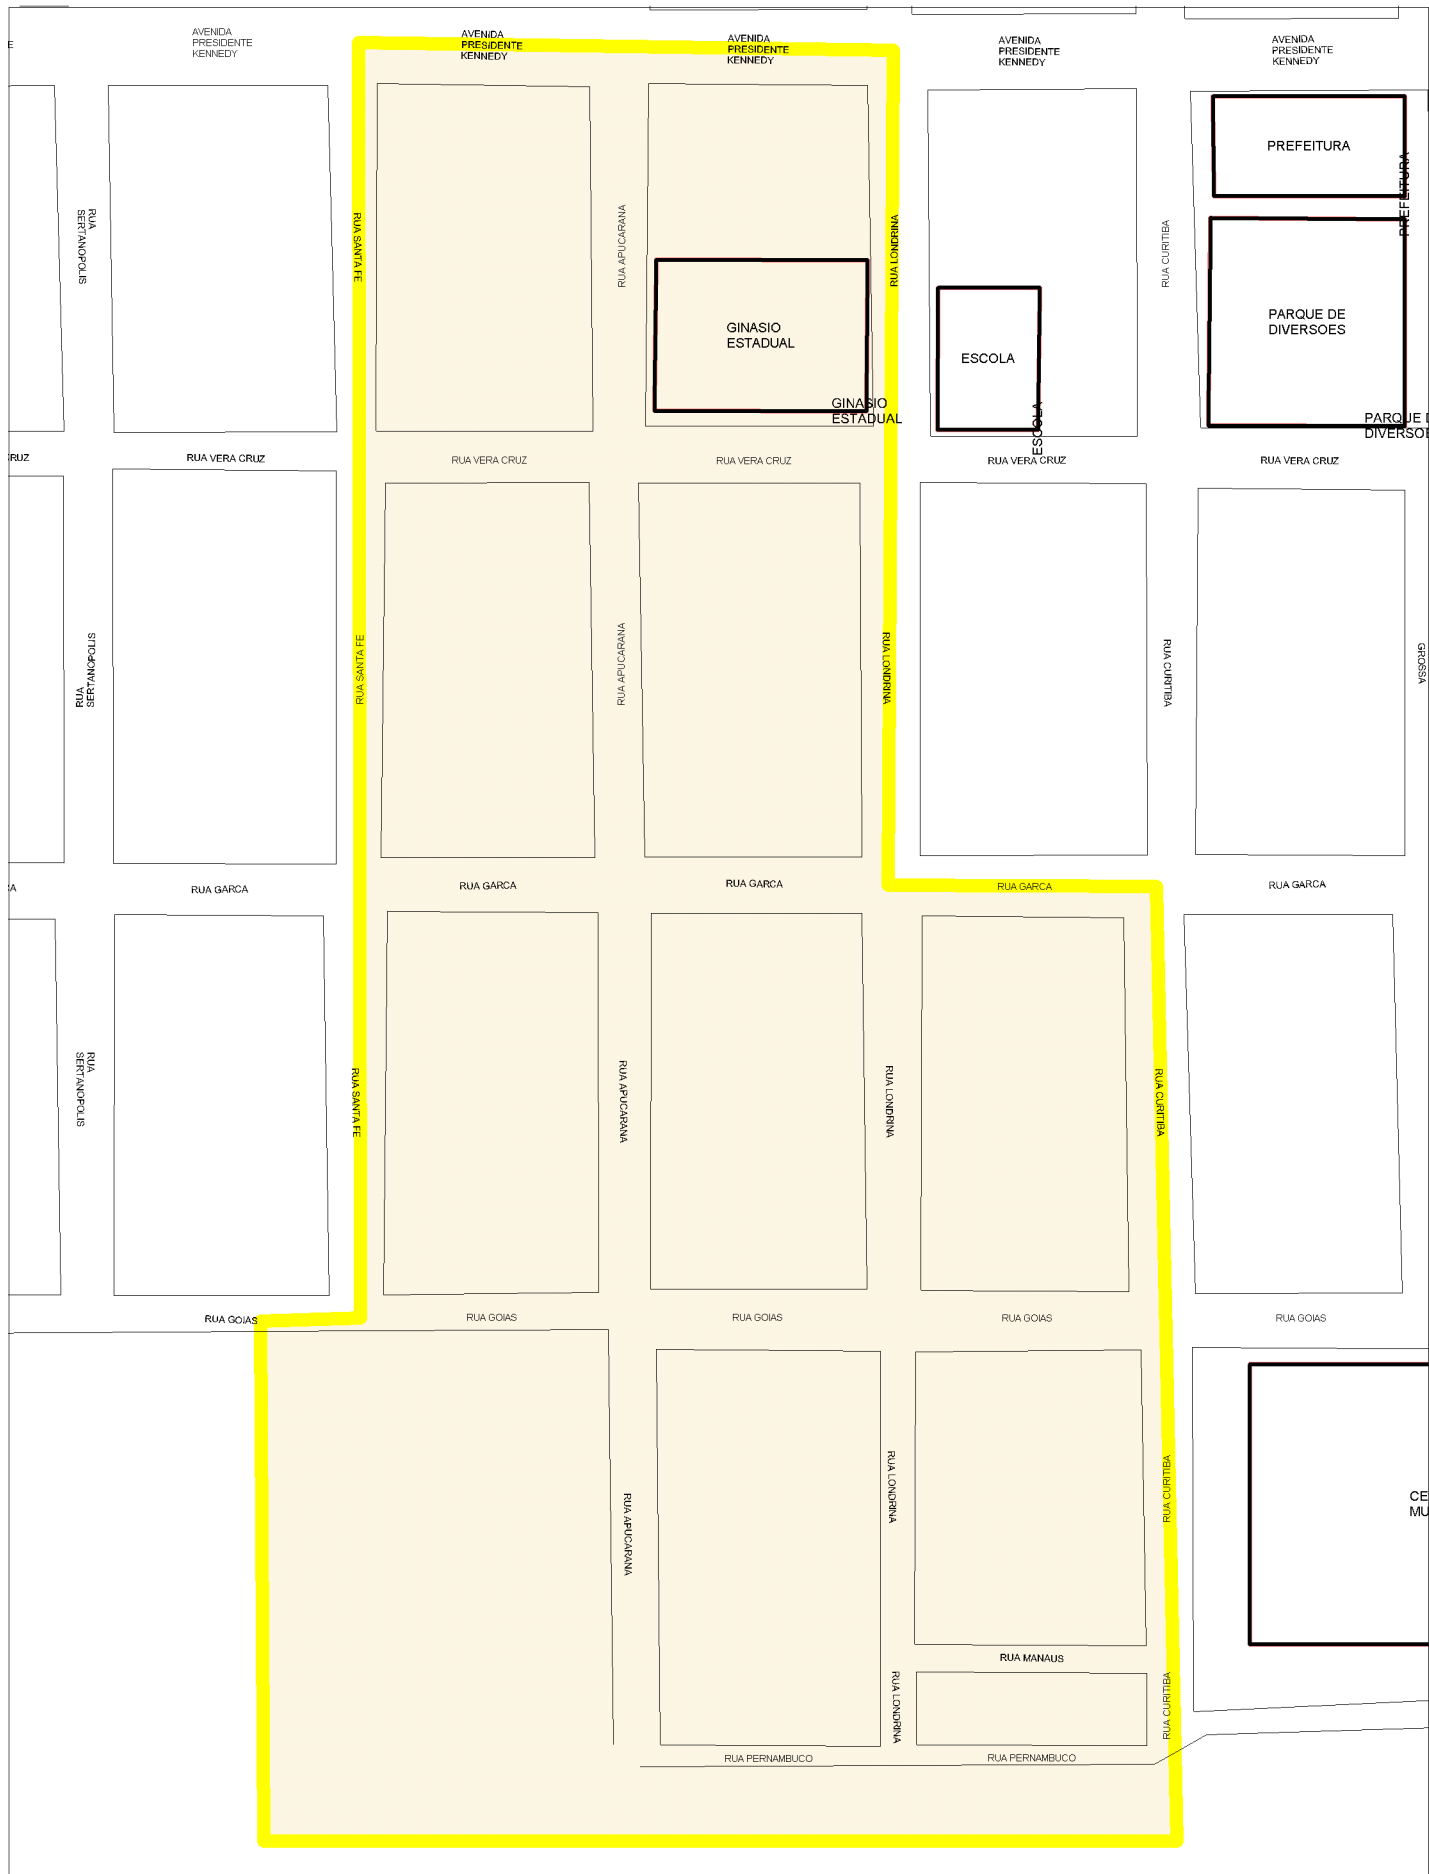 E
AVENIDA
PRESIDENTE
KENNEDY
AVENIDA
PRESIDENTE
KENNEDY
AVENIDA
PRESIDENTE
KENNEDY
AVENIDA
PRESIDENTE
KENNEDY
AVENIDA
PRESIDENTE
KENNEDY
PREFEITURA
PREFEITURA
RUA
SERTANOPOLIS
RUA SANTA FE
RUA APUCARANA
RUA LONDRINA
RUA CURITIBA
GINASIO
ESTADUAL
ESCOLA
PARQUE DE
DIVERSOES
GINASIO
ESTADUAL
ESCOLA
PARQUE D
DIVERSOE
RUZ
RUA VERA CRUZ
RUA VERA CRUZ
RUA VERA CRUZ
RUA VERA CRUZ
RUA VERA CRUZ
RUA
SERTANOPOLIS
RUA SANTA FE
RUA APUCARANA
RUA LONDRINA
RUA CURITIBA
GROSSA
CA
RUA GARCA
RUA GARCA
RUA GARCA
RUA GARCA
RUA GARCA
RUA
SERTANOPOLIS
RUA SANTA FE
RUA APUCARANA
RUA LONDRINA
RUA CURITIBA
RUA GOIAS
RUA GOIAS
RUA GOIAS
RUA GOIAS
RUA GOIAS
RUA APUCARANA
RUA LONDRINA
RUA CURITIBA
CE
MU
RUA MANAUS
RUA LONDRINA
RUA CURITIBA
RUA PERNAMBUCO
RUA PERNAMBUCO